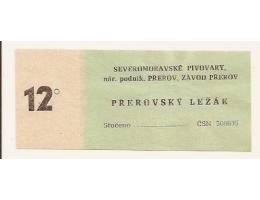 SEVEROMORAVSKÉ PIVOVARY,
nár. podnik, PŘEROV, ZÁVOD PŘEROV
12°
PŘEROVSKÝ LEŽÁK
Stočeno
ČSN